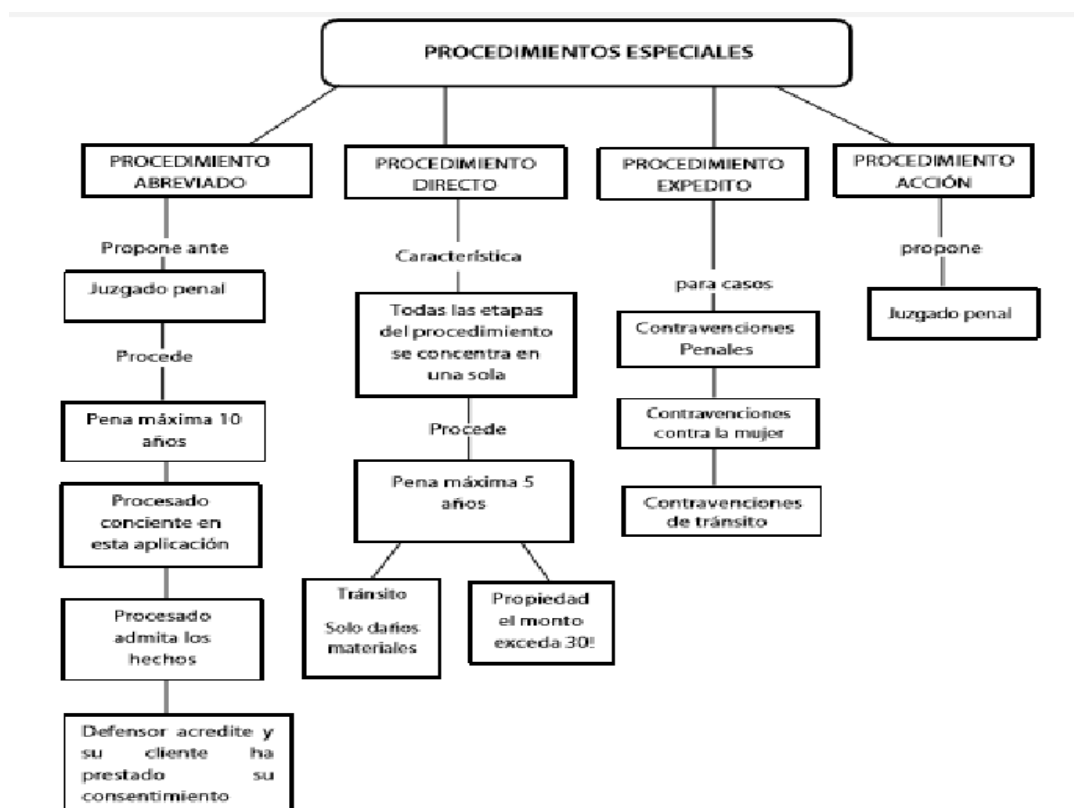 PROCEDIMIENTOS ESPECIALES
PROCEDIMIENTO
ABREVIADO
Propone ante
Juzgado penal
Procede
Pena máxima 10
años
Procesado
conciente en
esta aplicación
Procesado
admita los
hechos
Defensor acredite y
su cliente ha
prestado su
consentimiento
PROCEDIMIENTO
DIRECTO
Característica
Todas las etapas
del procedimiento
se concentra en
una sola
Procede
Pena máxima 5
años
Tránsito
Solo daños
materiales
Propiedad
el monto
exceda 30!
PROCEDIMIENTO
EXPEDITO
para casos
Contravenciones
Penales
Contravenciones
contra la mujer
Contravenciones
de tránsito
PROCEDIMIENTO
ACCIÓN
propone
Juzgado penal